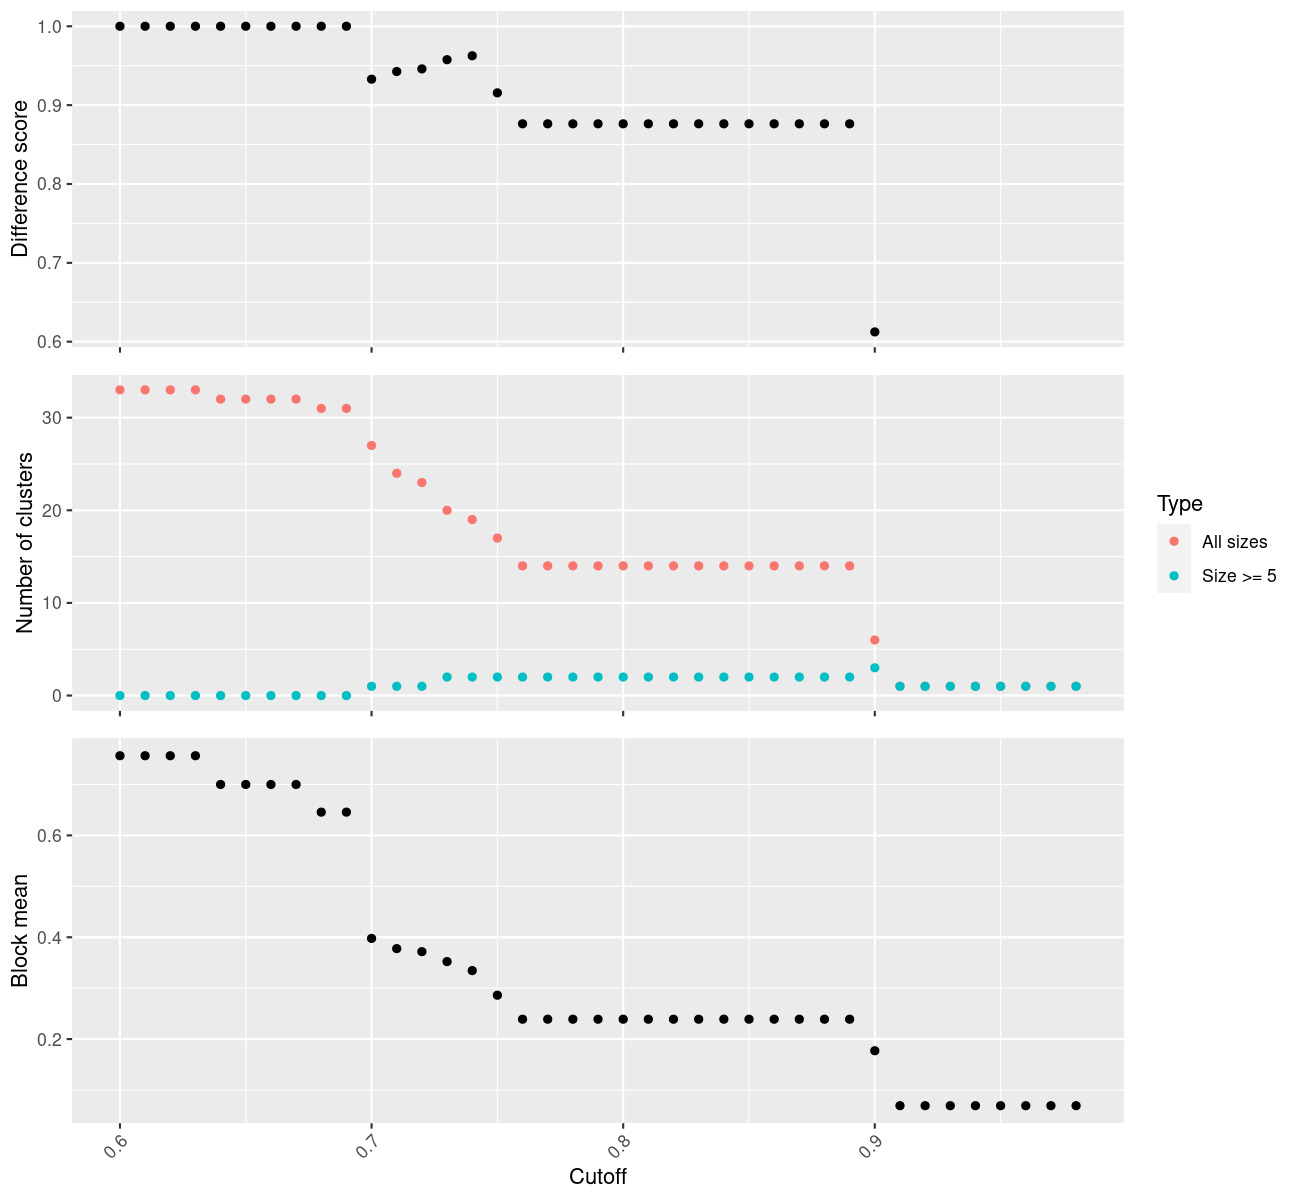 Difference score
1.0
0.9
0.8
0.7
0.6
Number of clusters
30
20
10
0
Type
All sizes
Size >= 5
Block mean
0.6
0.4
0.2
0.6
0.7
0.8
0.9
Cutoff